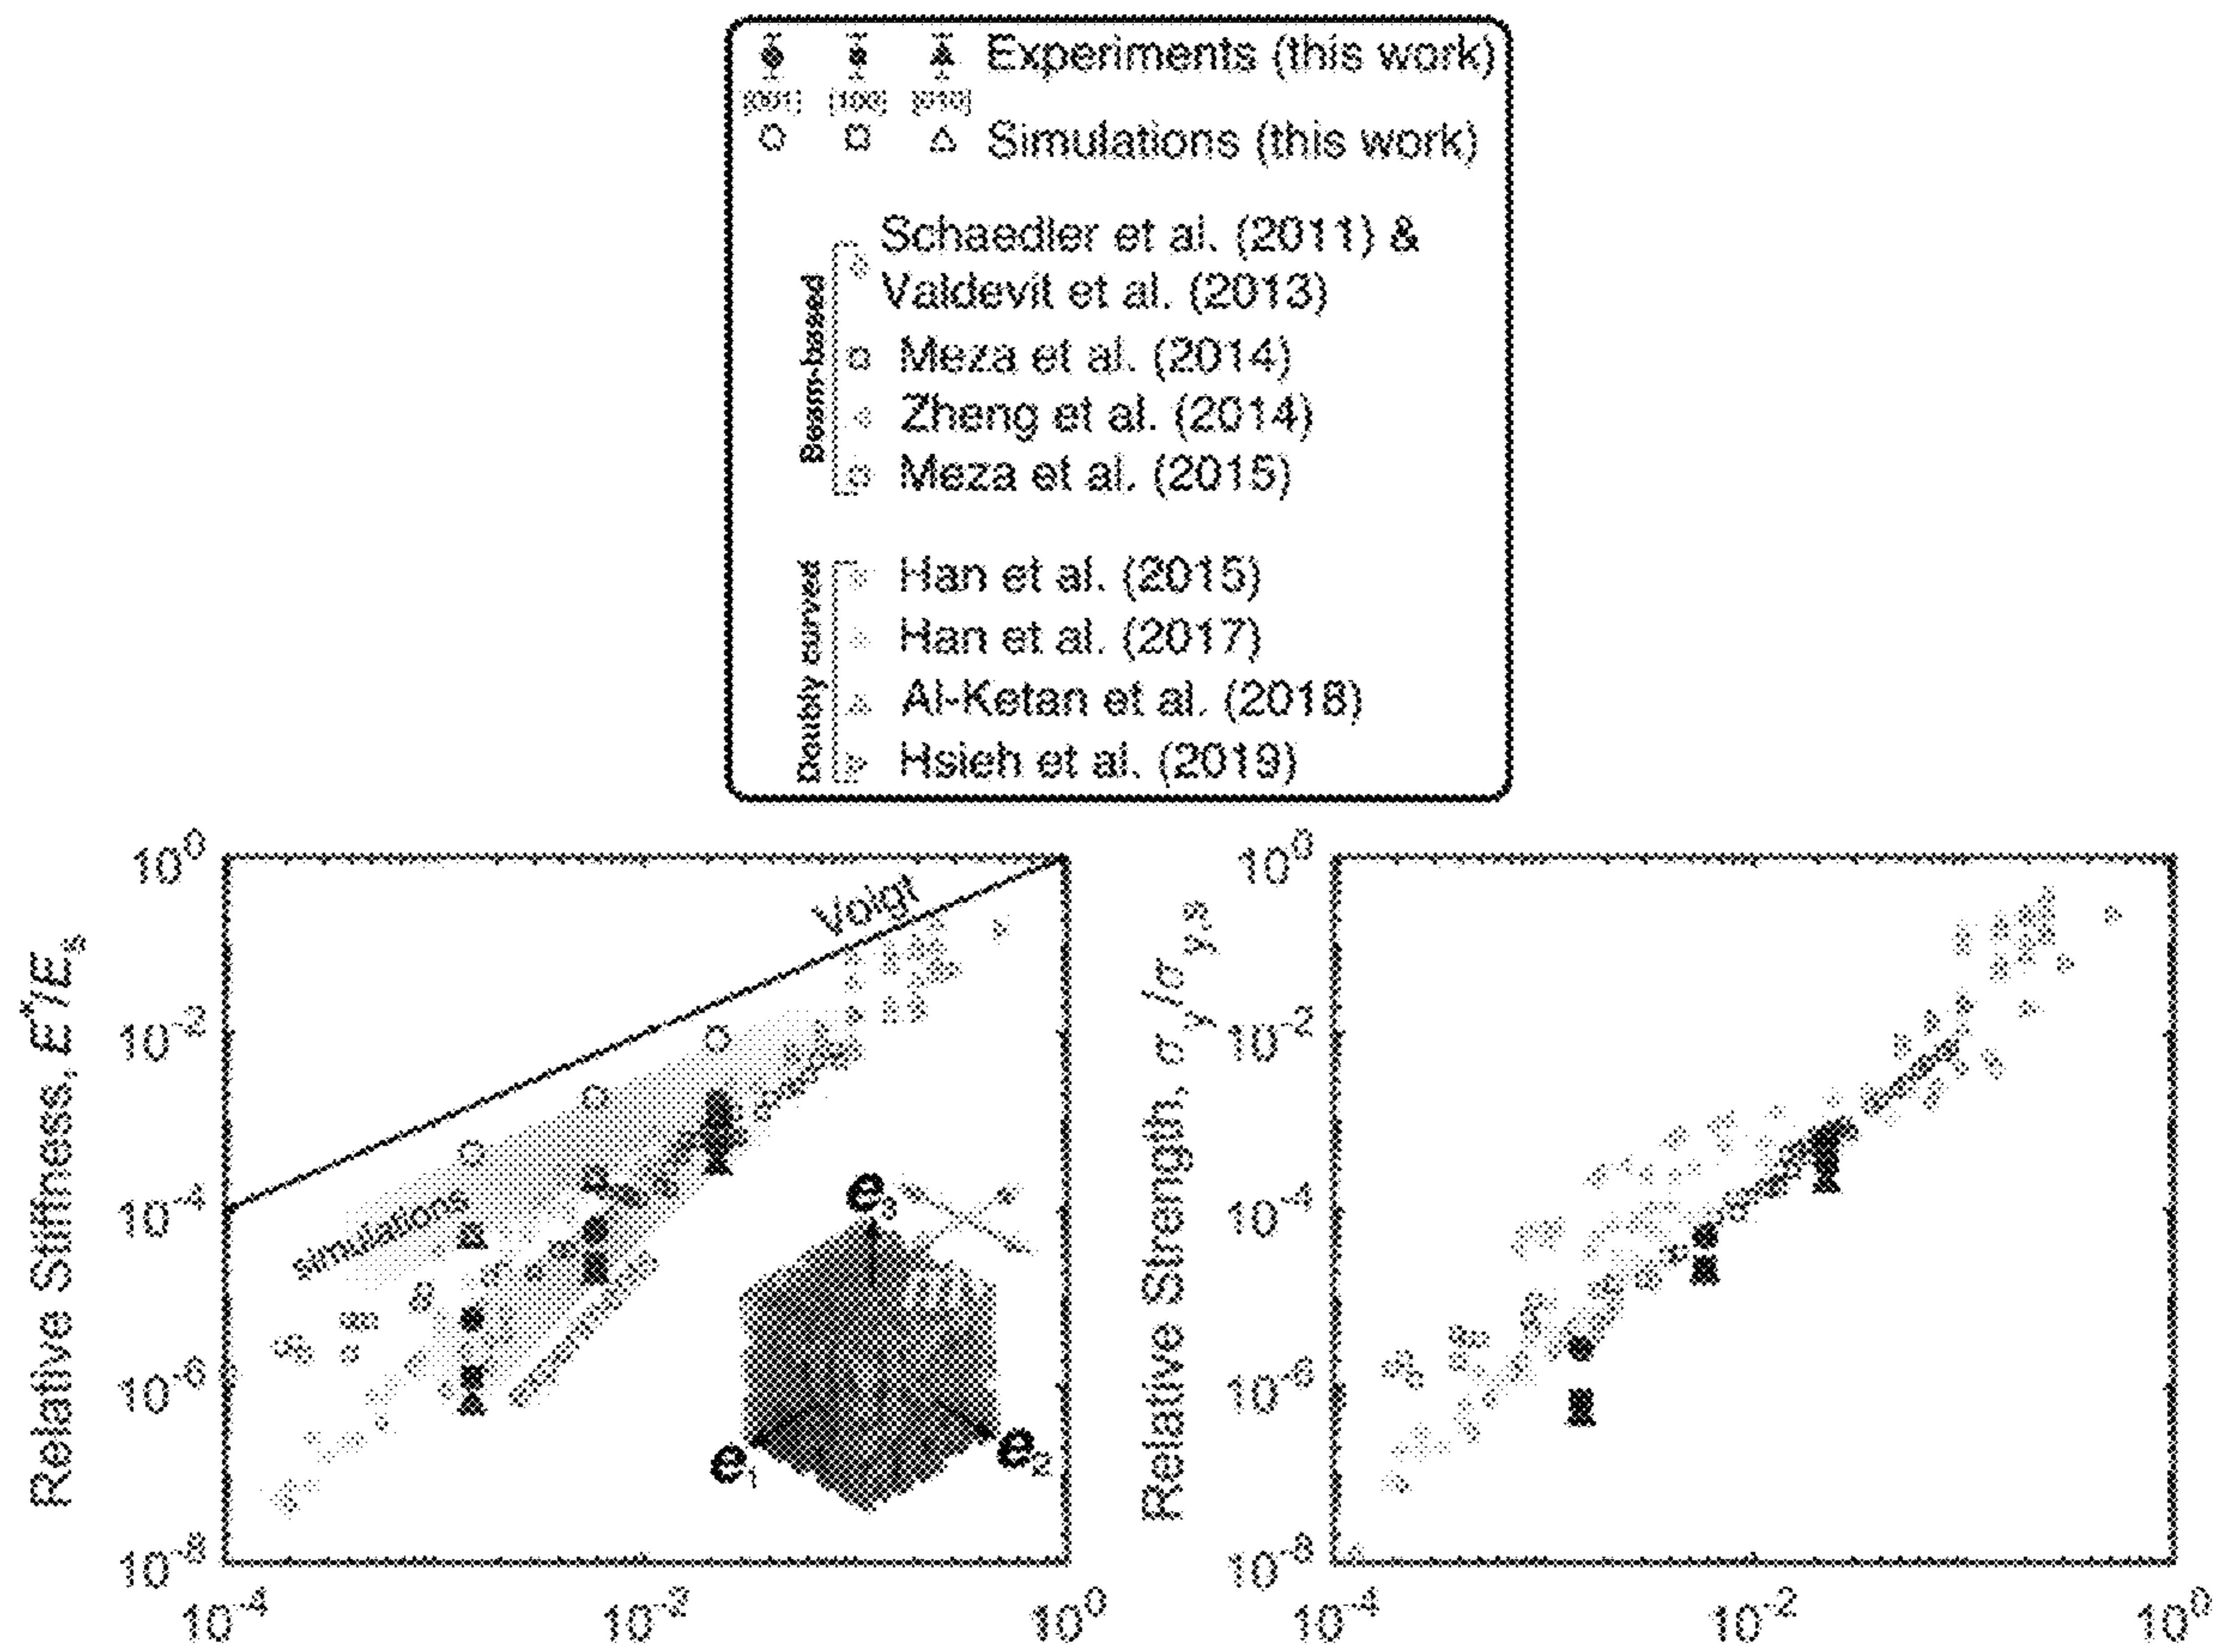 Experiments (this work)
[001] [100] [010]
Simulations (this work)
Beam-based
Schaedler et al. (2011) &
Valdevit et al. (2013)
Meza et al. (2014)
Zheng et al. (2014)
Meza et al. (2015)
Doubly curved
Han et al. (2015)
Han et al. (2017)
Al-Ketan et al. (2018)
Hsieh et al. (2019)
Relative Stiffness, E*/Es
10^0
10^-2
10^-4
10^-6
10^-8
10^-4 10^-2 10^0
Voigt
simulations
experiments
e3
e1
e2
Relative Strength, σy/σys
10^0
10^-2
10^-4
10^-6
10^-8
10^-4 10^-2 10^0